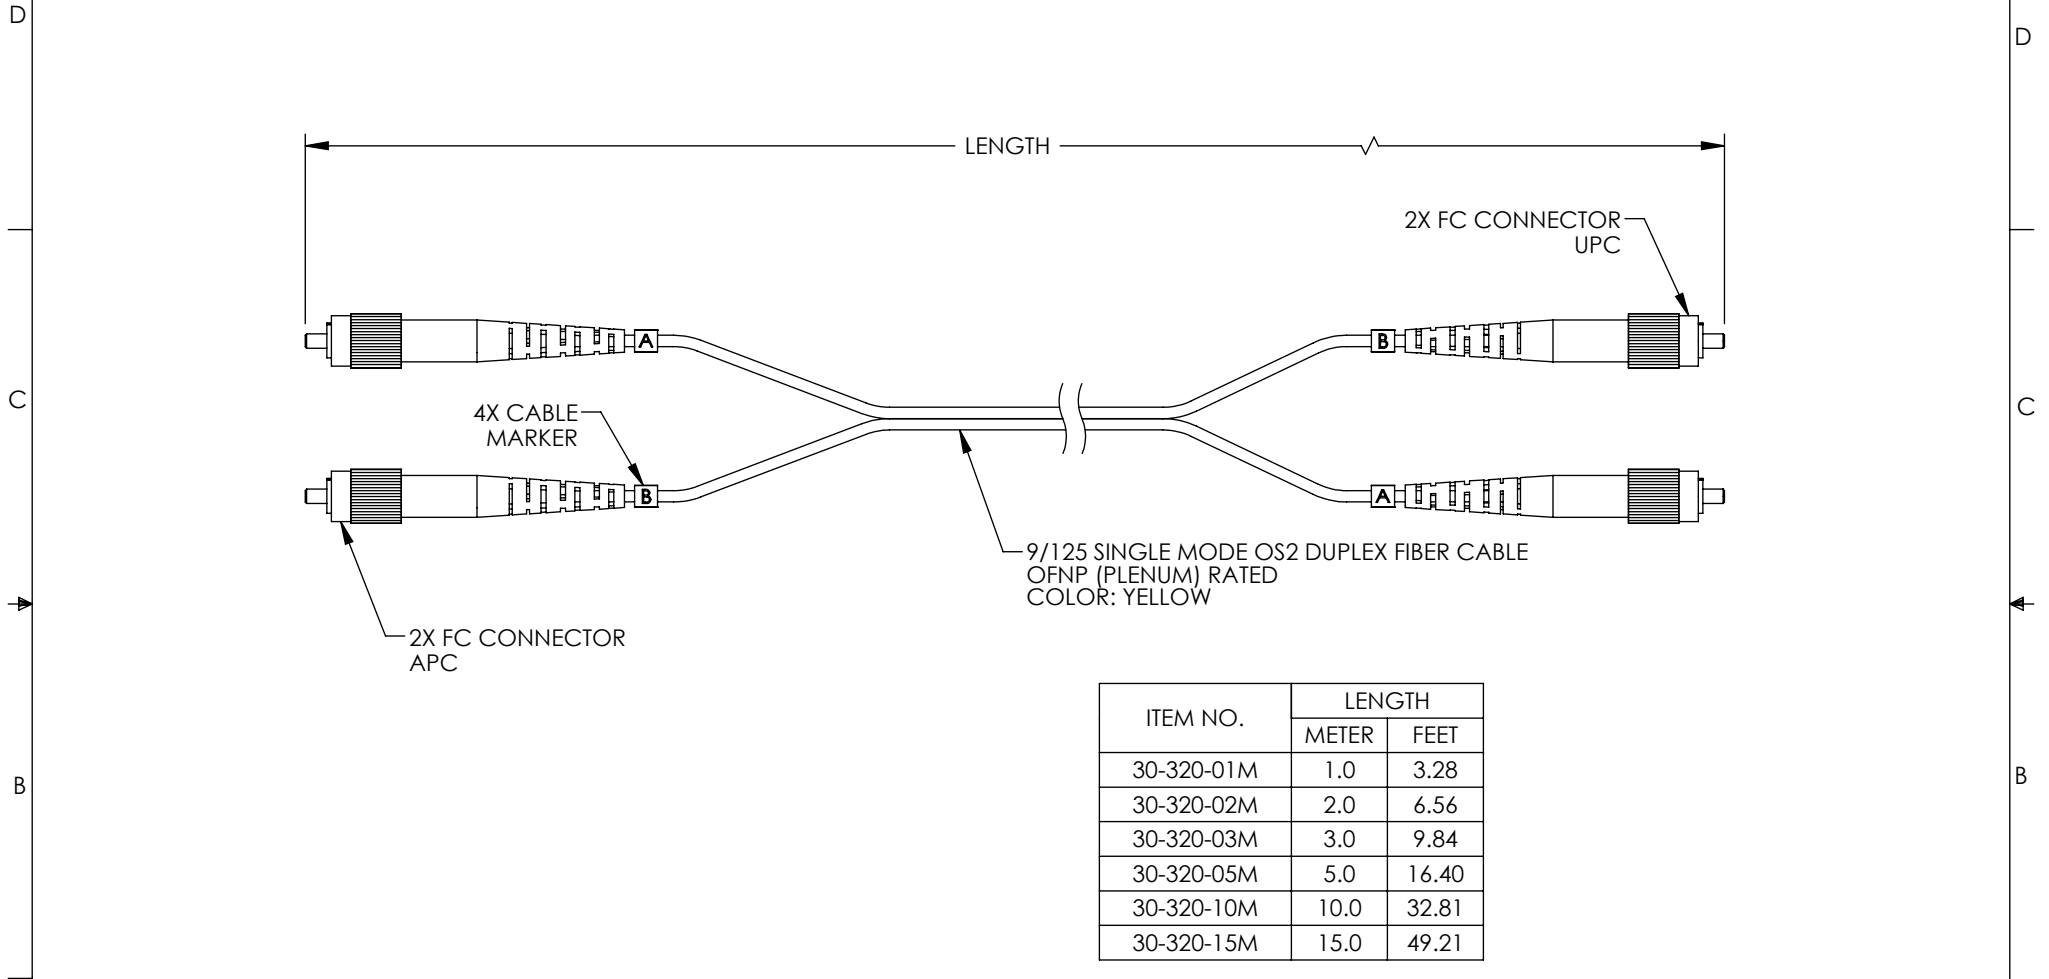 D
D
LENGTH
2X FC CONNECTOR
UPC
A
B
C
C
4X CABLE
MARKER
B
A
9/125 SINGLE MODE OS2 DUPLEX FIBER CABLE
OFNP (PLENUM) RATED
COLOR: YELLOW
2X FC CONNECTOR
APC
ITEM NO.
LENGTH
METER
FEET
30-320-01M 1.0 3.28
30-320-02M 2.0 6.56
30-320-03M 3.0 9.84
30-320-05M 5.0 16.40
30-320-10M 10.0 32.81
30-320-15M 15.0 49.21
B
B